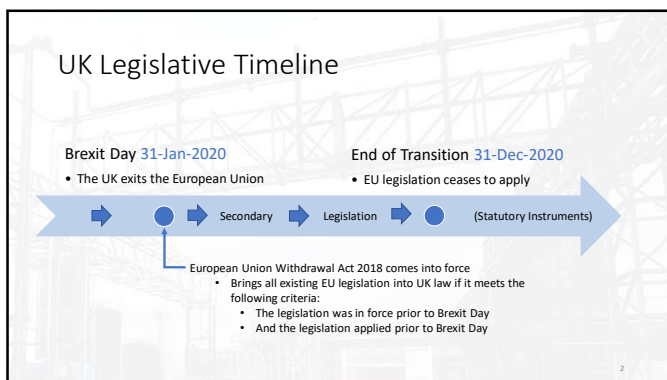 UK Legislative Timeline
Brexit Day 31-Jan-2020
• The UK exits the European Union
End of Transition 31-Dec-2020
• EU legislation ceases to apply
Secondary Legislation (Statutory Instruments)
European Union Withdrawal Act 2018 comes into force
• Brings all existing EU legislation into UK law if it meets the
following criteria:
• The legislation was in force prior to Brexit Day
• And the legislation applied prior to Brexit Day
2